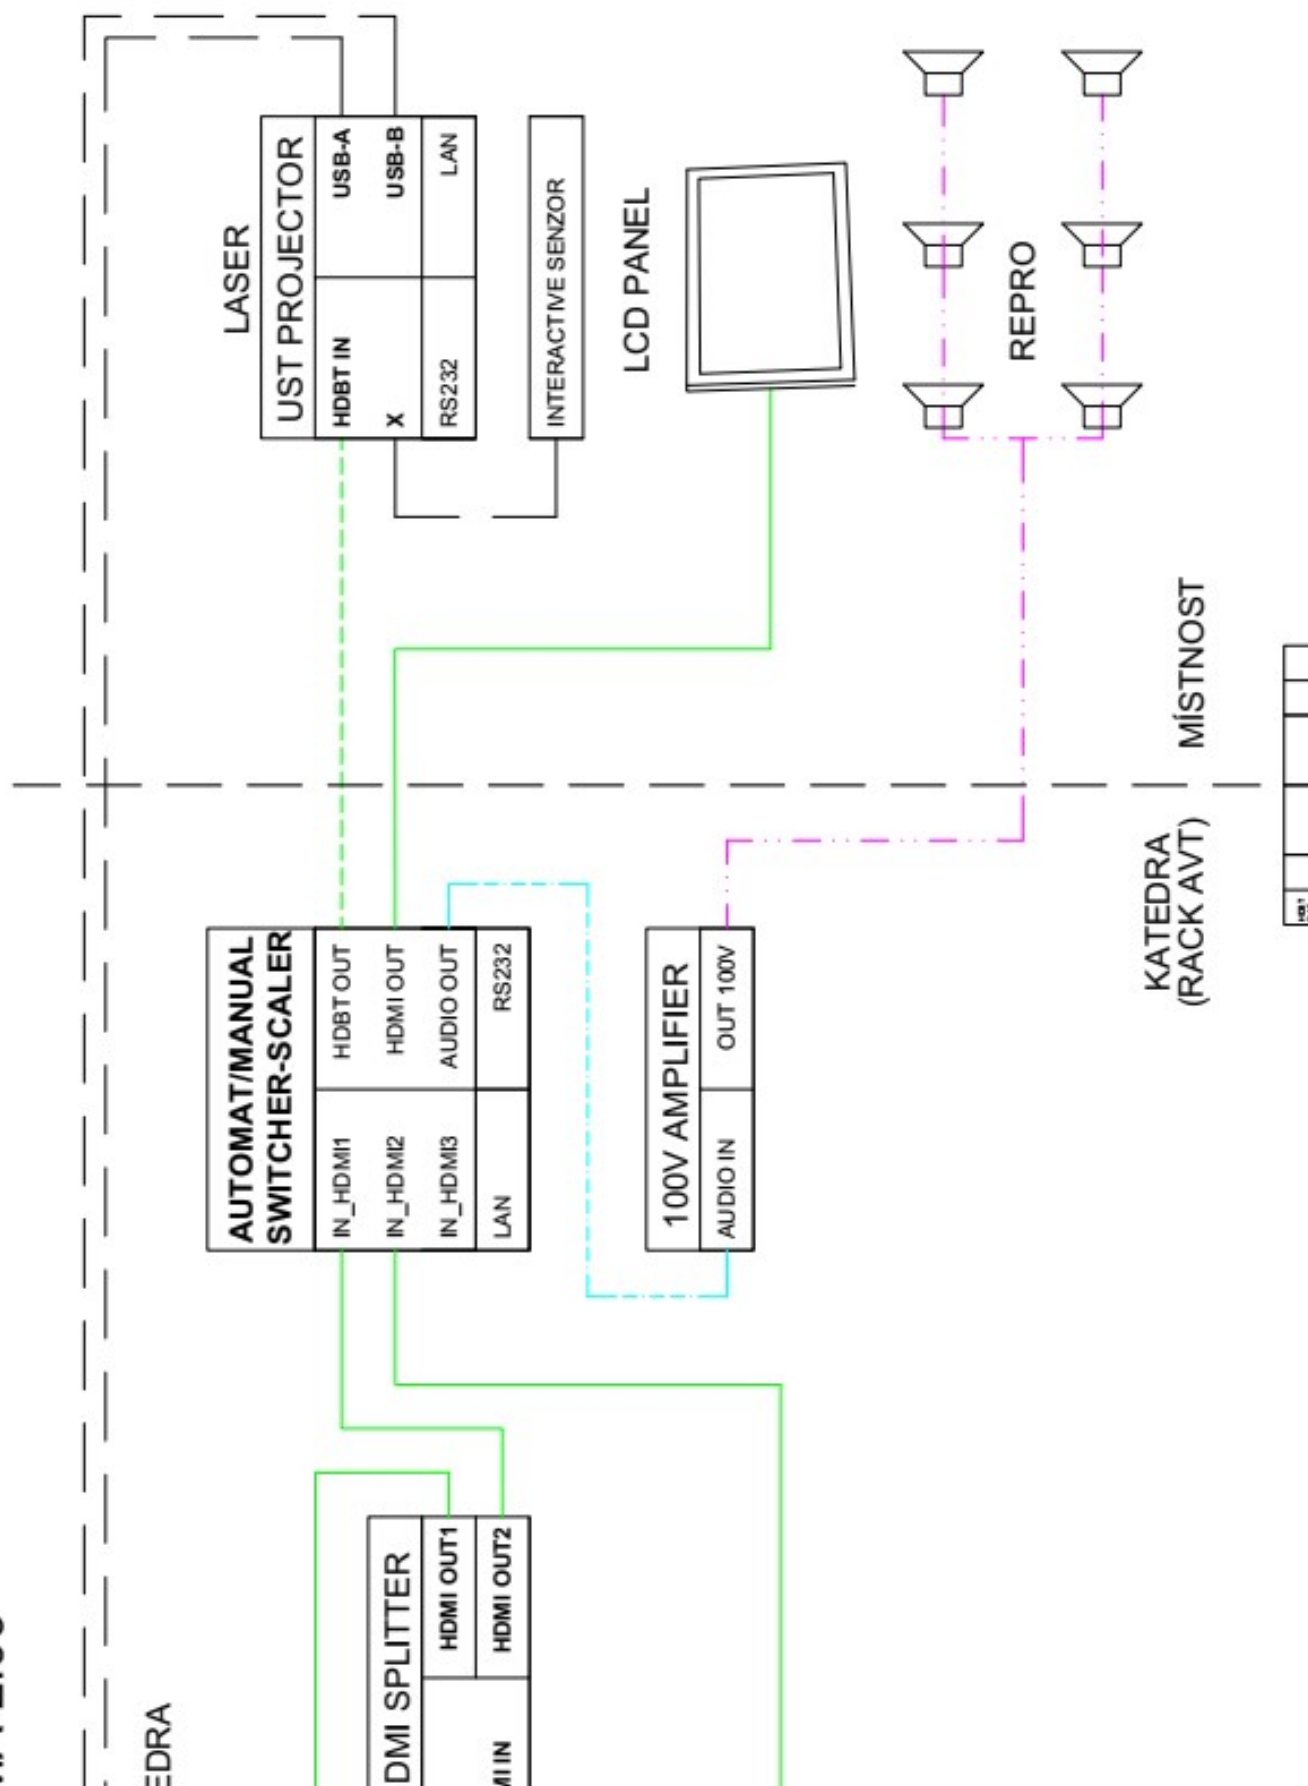 LASER
UST PROJECTOR
HDBT IN
USB-A
X
USB-B
RS232
LAN
INTERACTIVE SENZOR
LCD PANEL
REPRO
MÍSTNOST
KATEDRA
(RACK AVT)
AUTOMAT/MANUAL
SWITCHER-SCALER
IN_HDMI1
HDBT OUT
IN_HDMI2
HDMI OUT
IN_HDMI3
AUDIO OUT
LAN
RS232
100V AMPLIFIER
AUDIO IN
OUT 100V
DMI SPLITTER
HDMI OUT1
HDMI OUT2
MI IN
EDRA